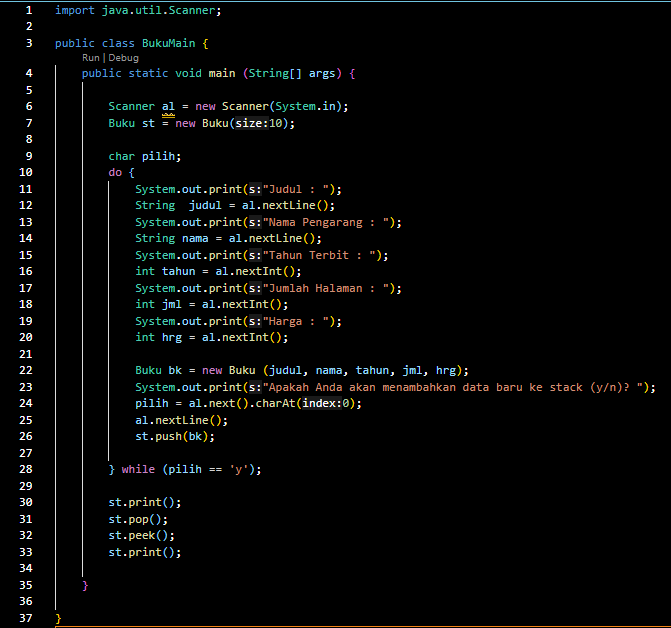 1 import java.util.Scanner;
2
3 public class BukuMain {
Run | Debug
4 public static void main (String[] args) {
5
6 Scanner al = new Scanner(System.in);
7 Buku st = new Buku(size:10);
8
9 char pilih;
10 do {
11 System.out.print(s:"Judul : ");
12 String  judul = al.nextLine();
13 System.out.print(s:"Nama Pengarang : ");
14 String nama = al.nextLine();
15 System.out.print(s:"Tahun Terbit : ");
16 int tahun = al.nextInt();
17 System.out.print(s:"Jumlah Halaman : ");
18 int jml = al.nextInt();
19 System.out.print(s:"Harga : ");
20 int hrg = al.nextInt();
21
22 Buku bk = new Buku (judul, nama, tahun, jml, hrg);
23 System.out.print(s:"Apakah Anda akan menambahkan data baru ke stack (y/n)? ");
24 pilih = al.next().charAt(index:0);
25 al.nextLine();
26 st.push(bk);
27
28 } while (pilih == 'y');
29
30 st.print();
31 st.pop();
32 st.peek();
33 st.print();
34
35 }
36
37 }